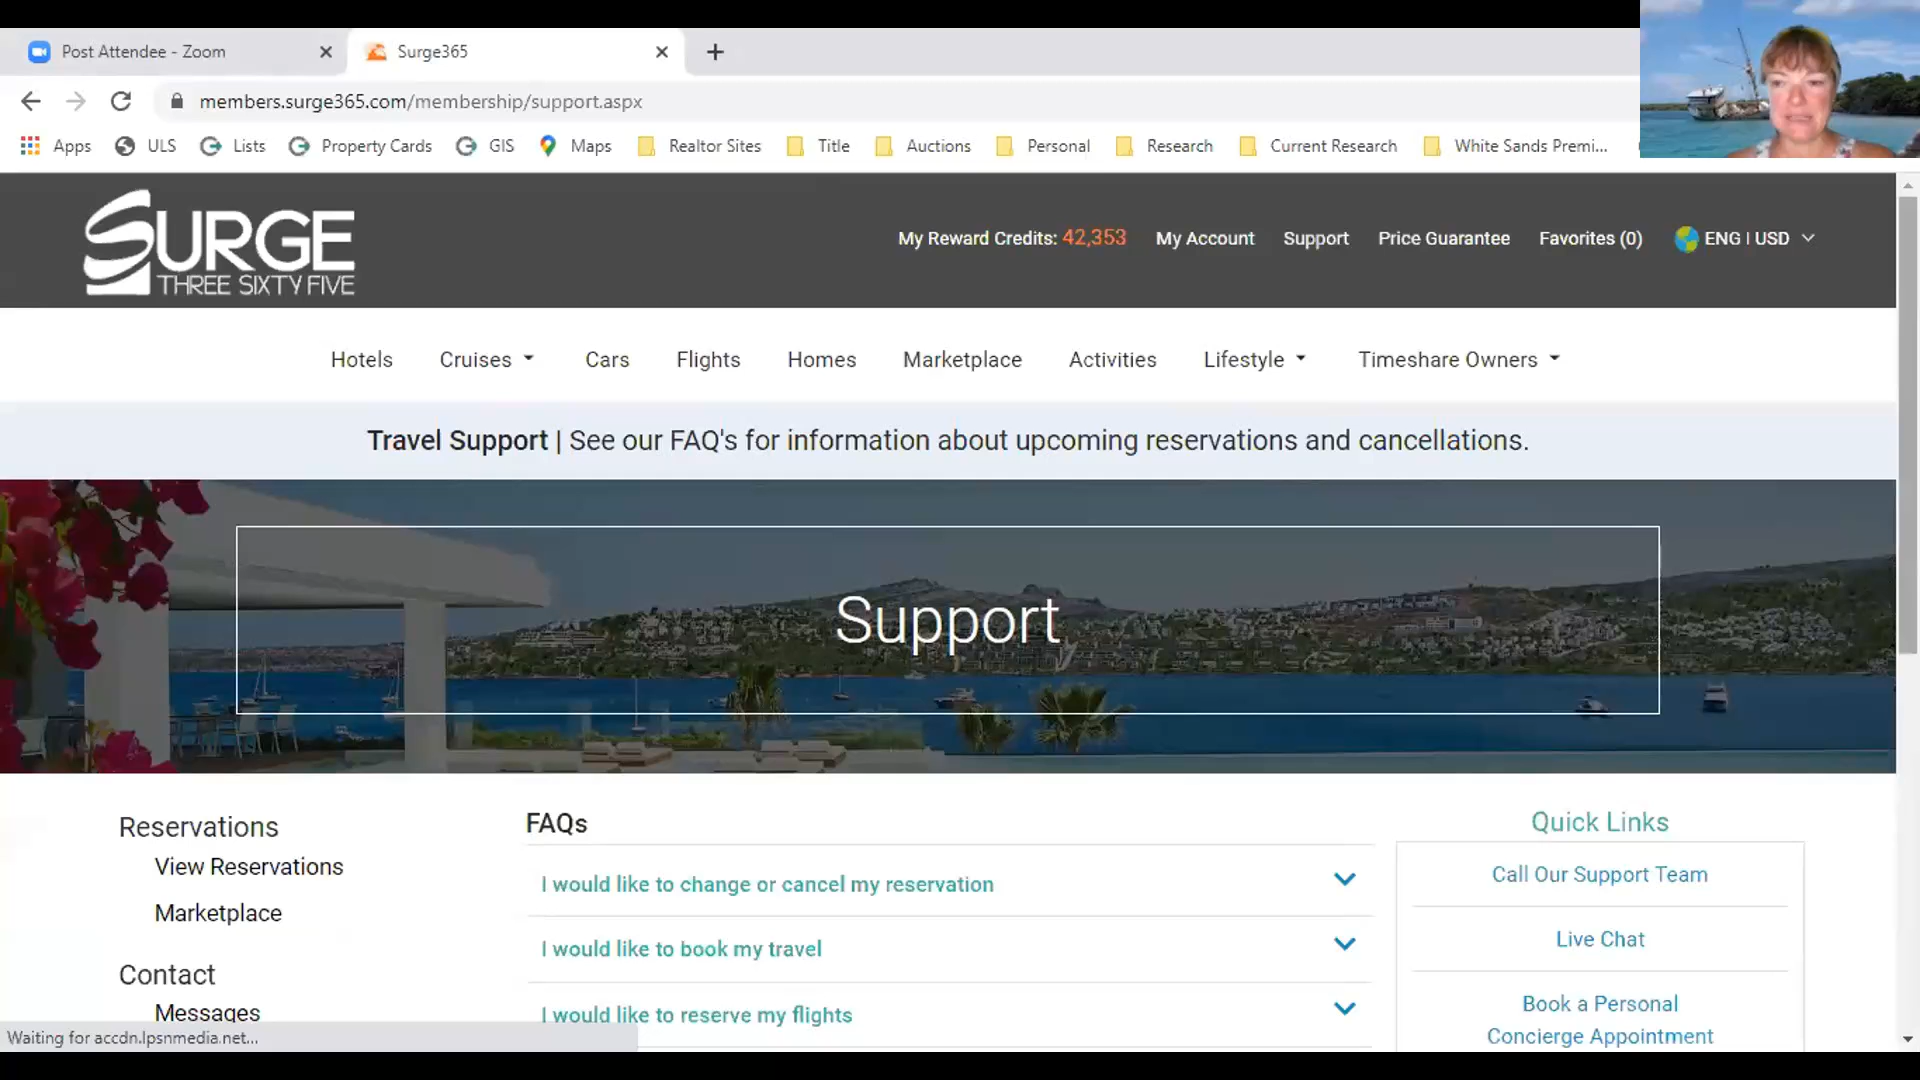 Post Attendee - Zoom
Surge365
members.surge365.com/membership/support.aspx
Apps ULS Lists Property Cards GIS Maps Realtor Sites Title Auctions Personal Research Current Research White Sands Premi...
SURGE
THREE SIXTY FIVE
My Reward Credits: 42,353 My Account Support Price Guarantee Favorites (0) ENG | USD
Hotels Cruises Cars Flights Homes Marketplace Activities Lifestyle Timeshare Owners
Travel Support | See our FAQ's for information about upcoming reservations and cancellations.
Support
Reservations
View Reservations
Marketplace
Contact
Messages
FAQs
I would like to change or cancel my reservation
I would like to book my travel
I would like to reserve my flights
Quick Links
Call Our Support Team
Live Chat
Book a Personal
Concierge Appointment
Waiting for accdn.lpsnmedia.net...